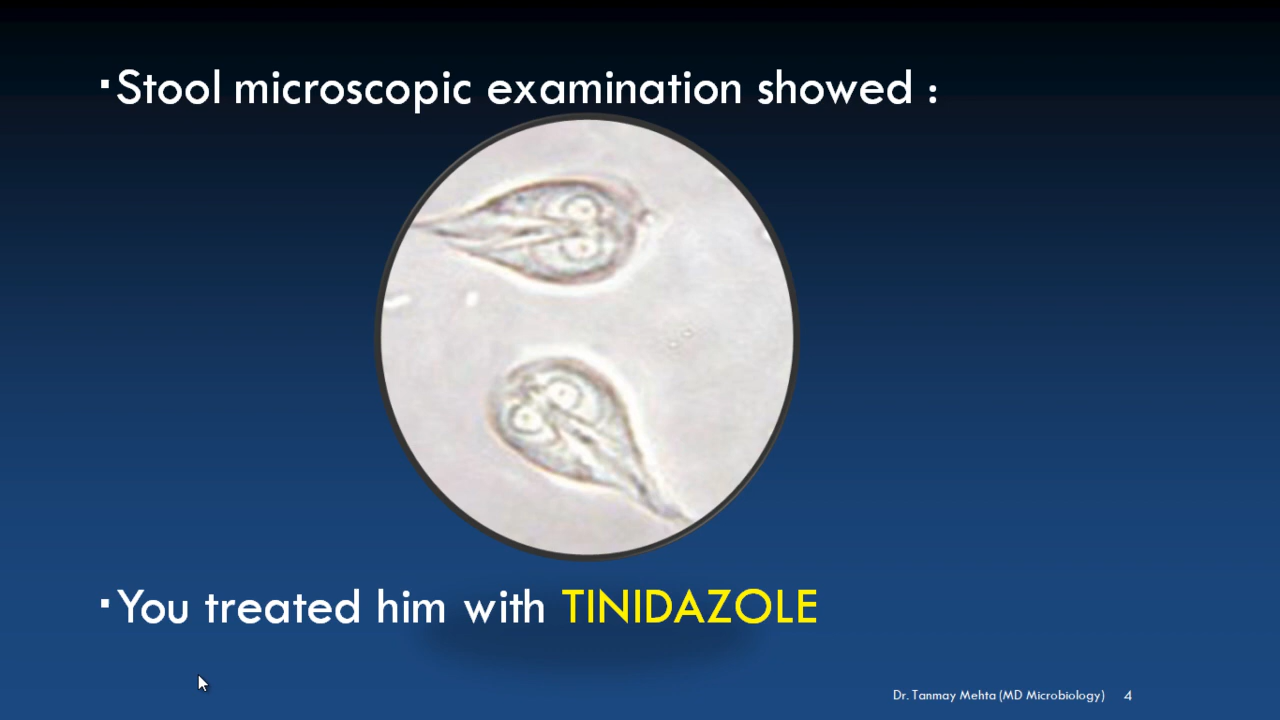 ▪Stool microscopic examination showed :
▪You treated him with TINIDAZOLE
Dr. Tanmay Mehta (MD Microbiology) 4